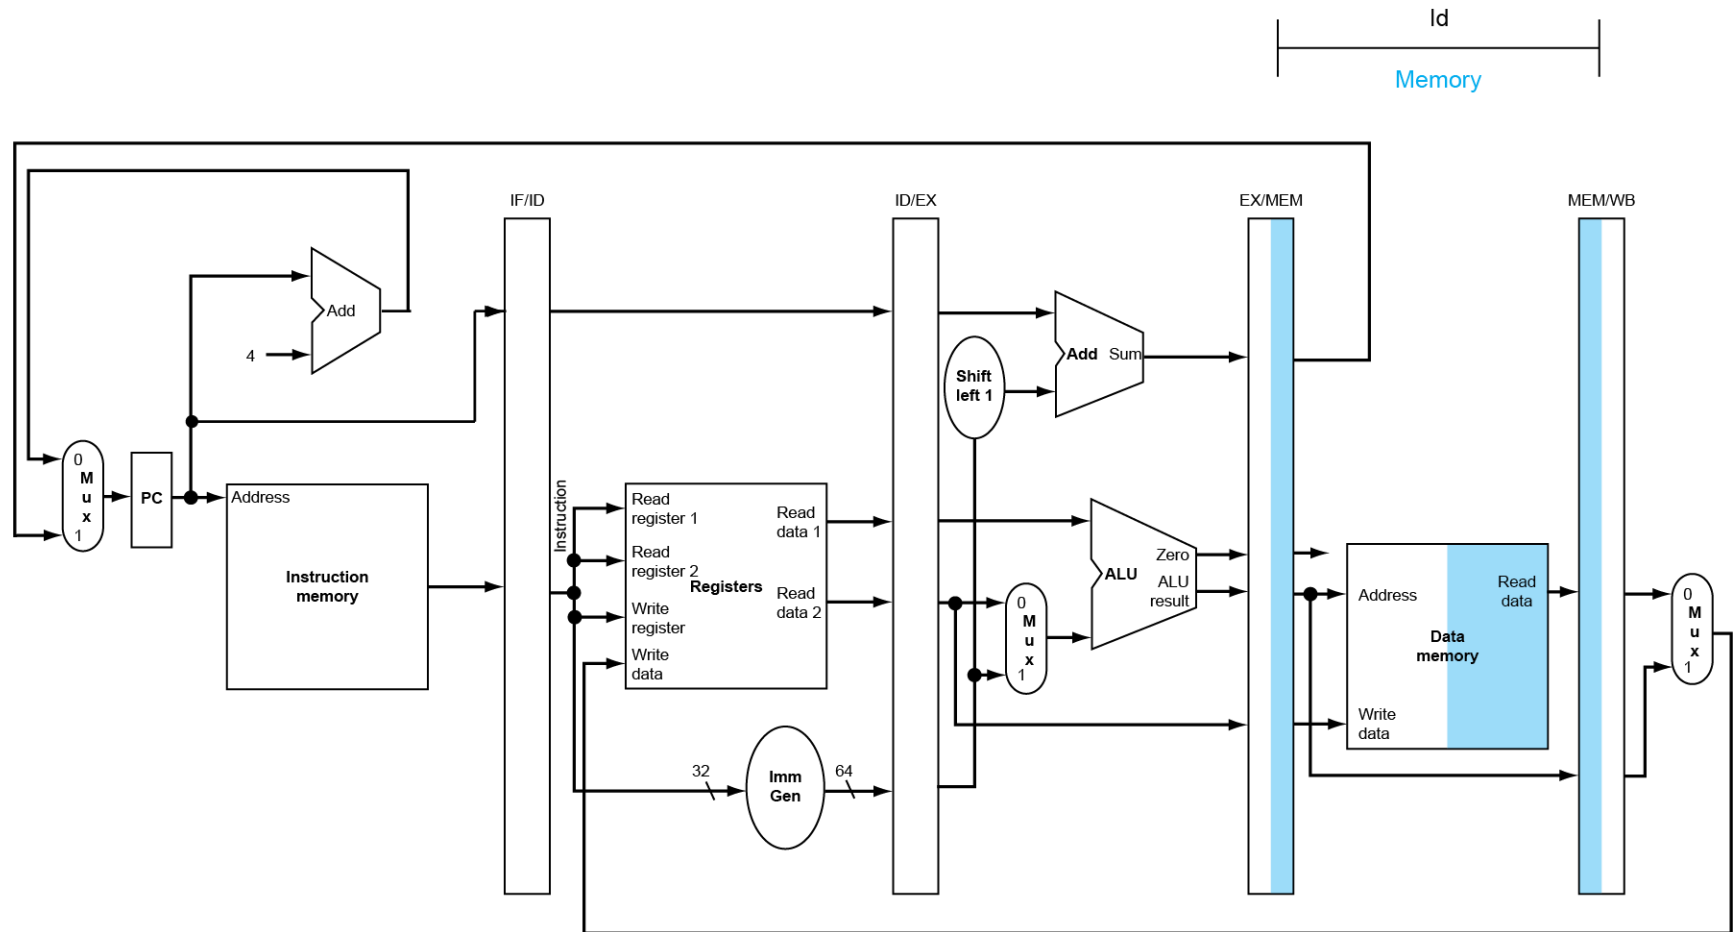 ld
Memory
IF/ID
ID/EX
EX/MEM
MEM/WB
Add
4
Add Sum
Shift
left 1
0
M
u
x
1
PC
Address
Instruction
memory
Instruction
Read
register 1
Read
register 2
Write
register
Write
data
Registers
Read
data 1
Read
data 2
0
M
u
x
1
ALU
Zero
ALU
result
Address
Read
data
Data
memory
Write
data
0
M
u
x
1
32
Imm
Gen
64